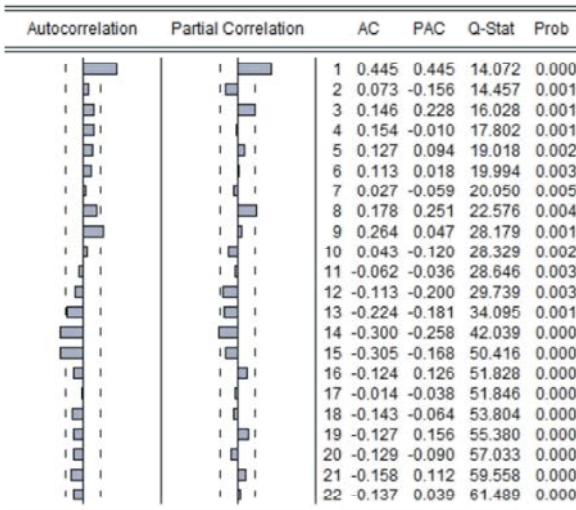 Autocorrelation Partial Correlation AC PAC Q-Stat Prob
1 0.445 0.445 14.072 0.000
2 0.073 -0.156 14.457 0.001
3 0.146 0.228 16.028 0.001
4 0.154 -0.010 17.802 0.001
5 0.127 0.094 19.018 0.002
6 0.113 0.018 19.994 0.003
7 0.027 -0.059 20.050 0.005
8 0.178 0.251 22.576 0.004
9 0.264 0.047 28.179 0.001
10 0.043 -0.120 28.329 0.002
11 -0.062 -0.036 28.646 0.003
12 -0.113 -0.200 29.739 0.003
13 -0.224 -0.181 34.095 0.001
14 -0.300 -0.258 42.039 0.000
15 -0.305 -0.168 50.416 0.000
16 -0.124 0.126 51.828 0.000
17 -0.014 -0.038 51.846 0.000
18 -0.143 -0.064 53.804 0.000
19 -0.127 0.156 55.380 0.000
20 -0.129 -0.090 57.033 0.000
21 -0.158 0.112 59.558 0.000
22 -0.137 0.039 61.489 0.000